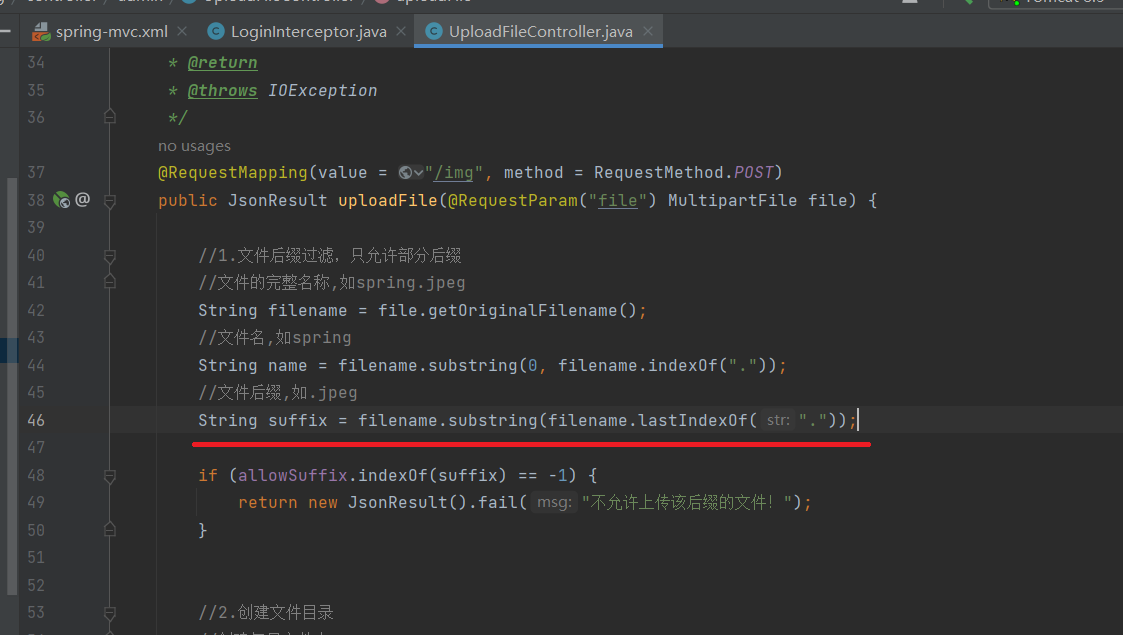 spring-mvc.xml LoginInterceptor.java UploadFileController.java
34 * @return
35 * @throws IOException
36 */
no usages
37 @RequestMapping(value = "/img", method = RequestMethod.POST)
38 @ public JsonResult uploadFile(@RequestParam("file") MultipartFile file) {
39
40 //1.文件后缀过滤，只允许部分后缀
41 //文件的完整名称,如spring.jpeg
42 String filename = file.getOriginalFilename();
43 //文件名,如spring
44 String name = filename.substring(0, filename.indexOf("."));
45 //文件后缀,如.jpeg
46 String suffix = filename.substring(filename.lastIndexOf( str: "."));
47
48 if (allowSuffix.indexOf(suffix) == -1) {
49 return new JsonResult().fail( msg: "不允许上传该后缀的文件！");
50 }
51
52
53 //2.创建文件目录